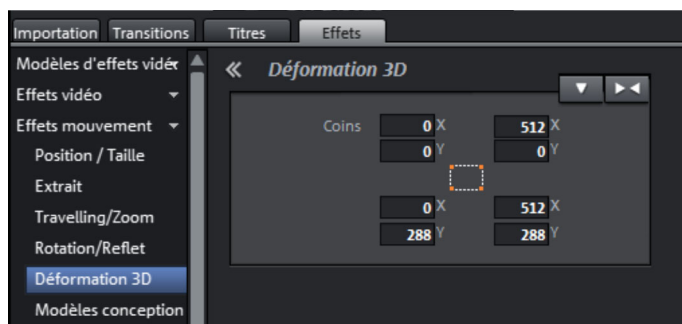 Importation Transitions Titres Effets
Modèles d'effets vidéo
Effets vidéo
Effets mouvement
Position / Taille
Extrait
Travelling/Zoom
Rotation/Reflet
Déformation 3D
Modèles conception
Déformation 3D
Coins 0 X 512 X
0 Y 0 Y
0 X 512 X
288 Y 288 Y